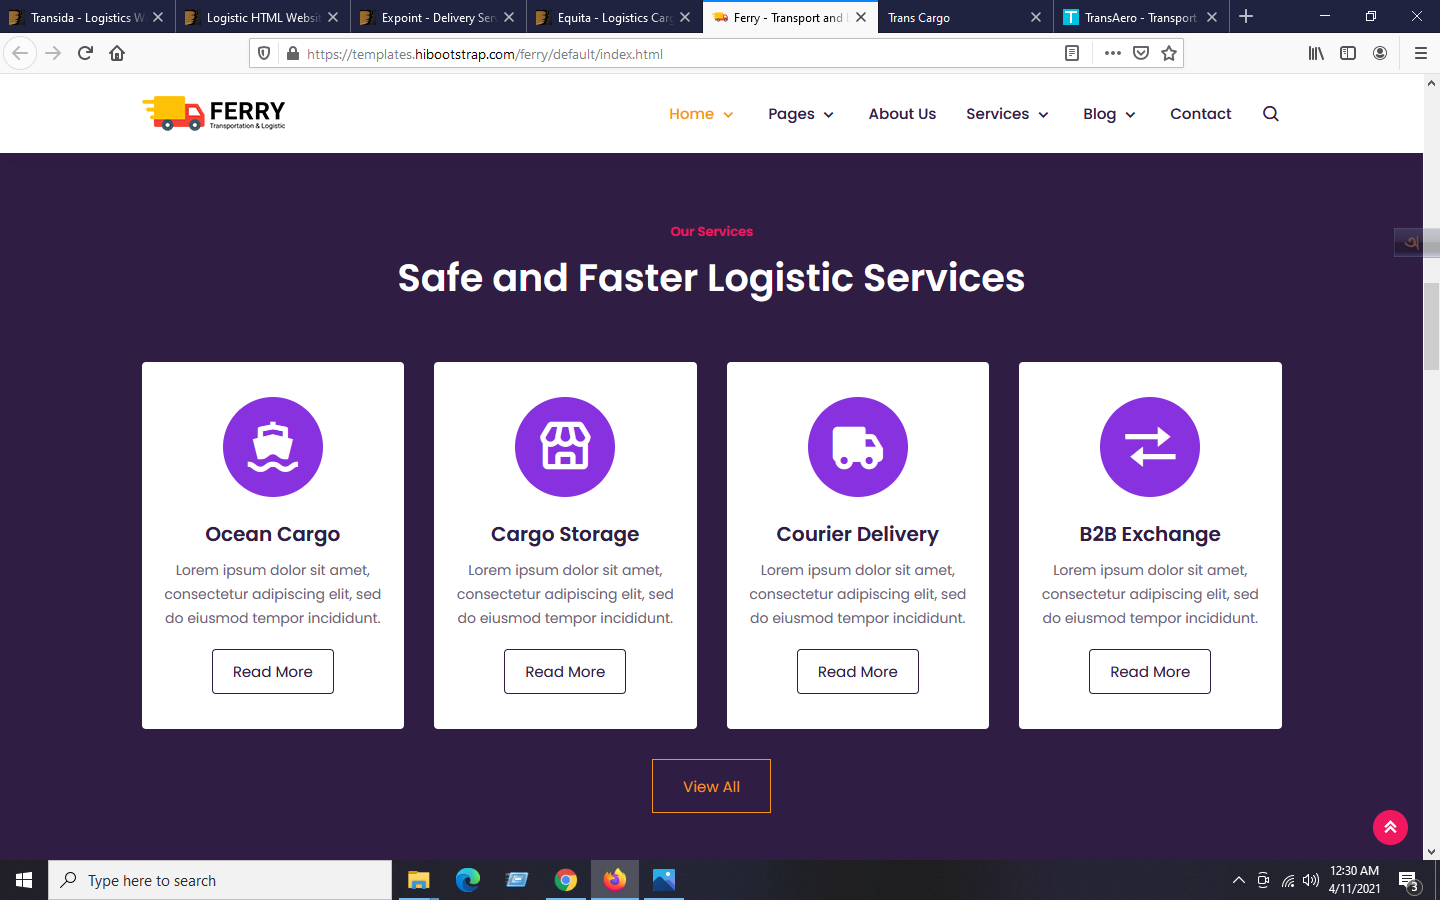 Transida - Logistics W
Logistic HTML Websit
Expoint - Delivery Ser
Equita - Logistics Carg
Ferry - Transport and L
Trans Cargo
TransAero - Transport
https://templates.hibootstrap.com/ferry/default/index.html
FERRY
Transportation & Logistic
Home
Pages
About Us
Services
Blog
Contact
অ
Our Services
Safe and Faster Logistic Services
Ocean Cargo
Lorem ipsum dolor sit amet,
consectetur adipiscing elit, sed
do eiusmod tempor incididunt.
Read More
Cargo Storage
Lorem ipsum dolor sit amet,
consectetur adipiscing elit, sed
do eiusmod tempor incididunt.
Read More
Courier Delivery
Lorem ipsum dolor sit amet,
consectetur adipiscing elit, sed
do eiusmod tempor incididunt.
Read More
B2B Exchange
Lorem ipsum dolor sit amet,
consectetur adipiscing elit, sed
do eiusmod tempor incididunt.
Read More
View All
Type here to search
12:30 AM
4/11/2021
3